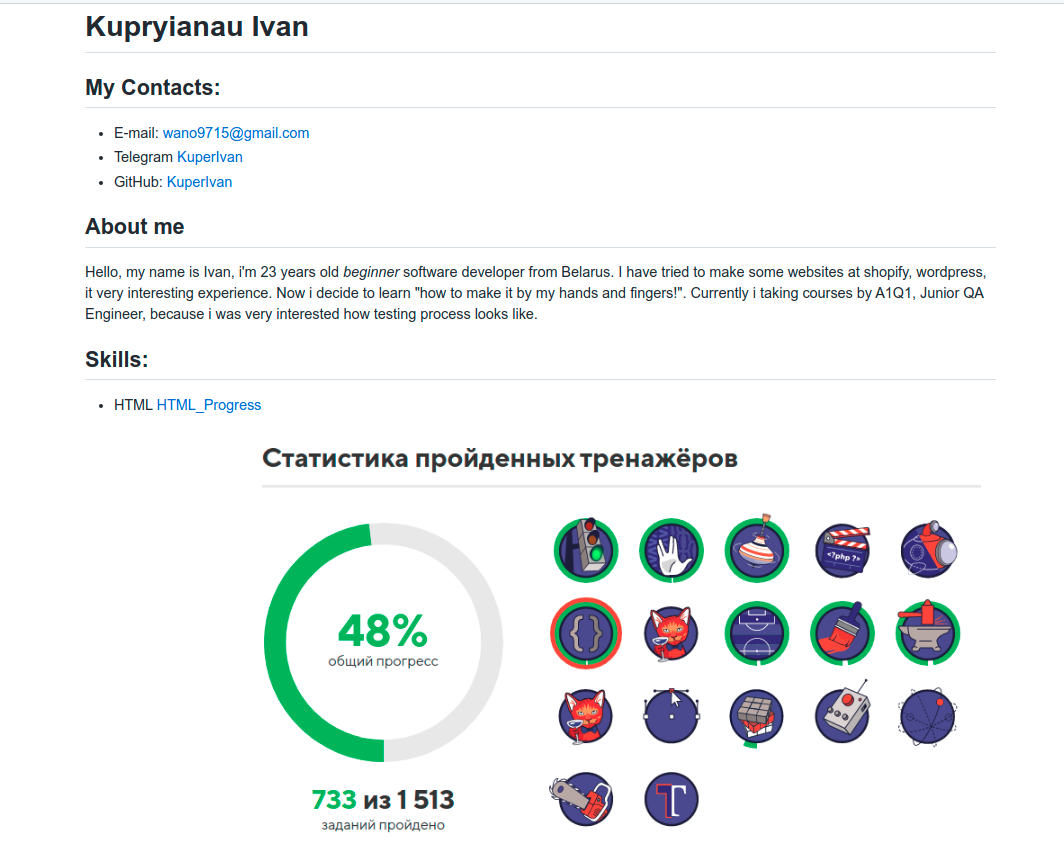 Kupryianau Ivan
My Contacts:
E-mail: wano9715@gmail.com
Telegram KuperIvan
GitHub: KuperIvan
About me
Hello, my name is Ivan, i'm 23 years old beginner software developer from Belarus. I have tried to make some websites at shopify, wordpress,
it very interesting experience. Now i decide to learn "how to make it by my hands and fingers!". Currently i taking courses by A1Q1, Junior QA
Engineer, because i was very interested how testing process looks like.
Skills:
HTML HTML_Progress
Статистика пройденных тренажёров
<?php ?>
48%
общий прогресс
{}
733 из 1 513
заданий пройдено
T